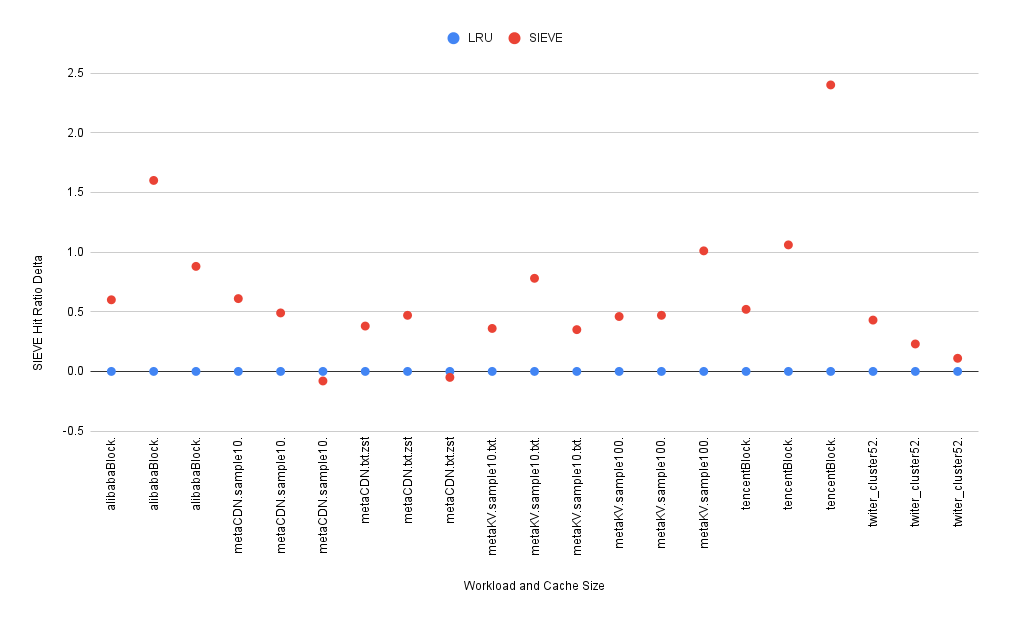 LRU SIEVE
2.5
2.0
1.5
1.0
0.5
0.0
-0.5
SIEVE Hit Ratio Delta
alibabaBlock.
alibabaBlock.
alibabaBlock.
metaCDN.sample10.
metaCDN.sample10.
metaCDN.sample10.
metaCDN.txt.zst
metaCDN.txt.zst
metaCDN.txt.zst
metaKV.sample10.txt.
metaKV.sample10.txt.
metaKV.sample10.txt.
metaKV.sample100.
metaKV.sample100.
metaKV.sample100.
tencentBlock.
tencentBlock.
tencentBlock.
twiter_cluster52.
twiter_cluster52.
twiter_cluster52.
Workload and Cache Size